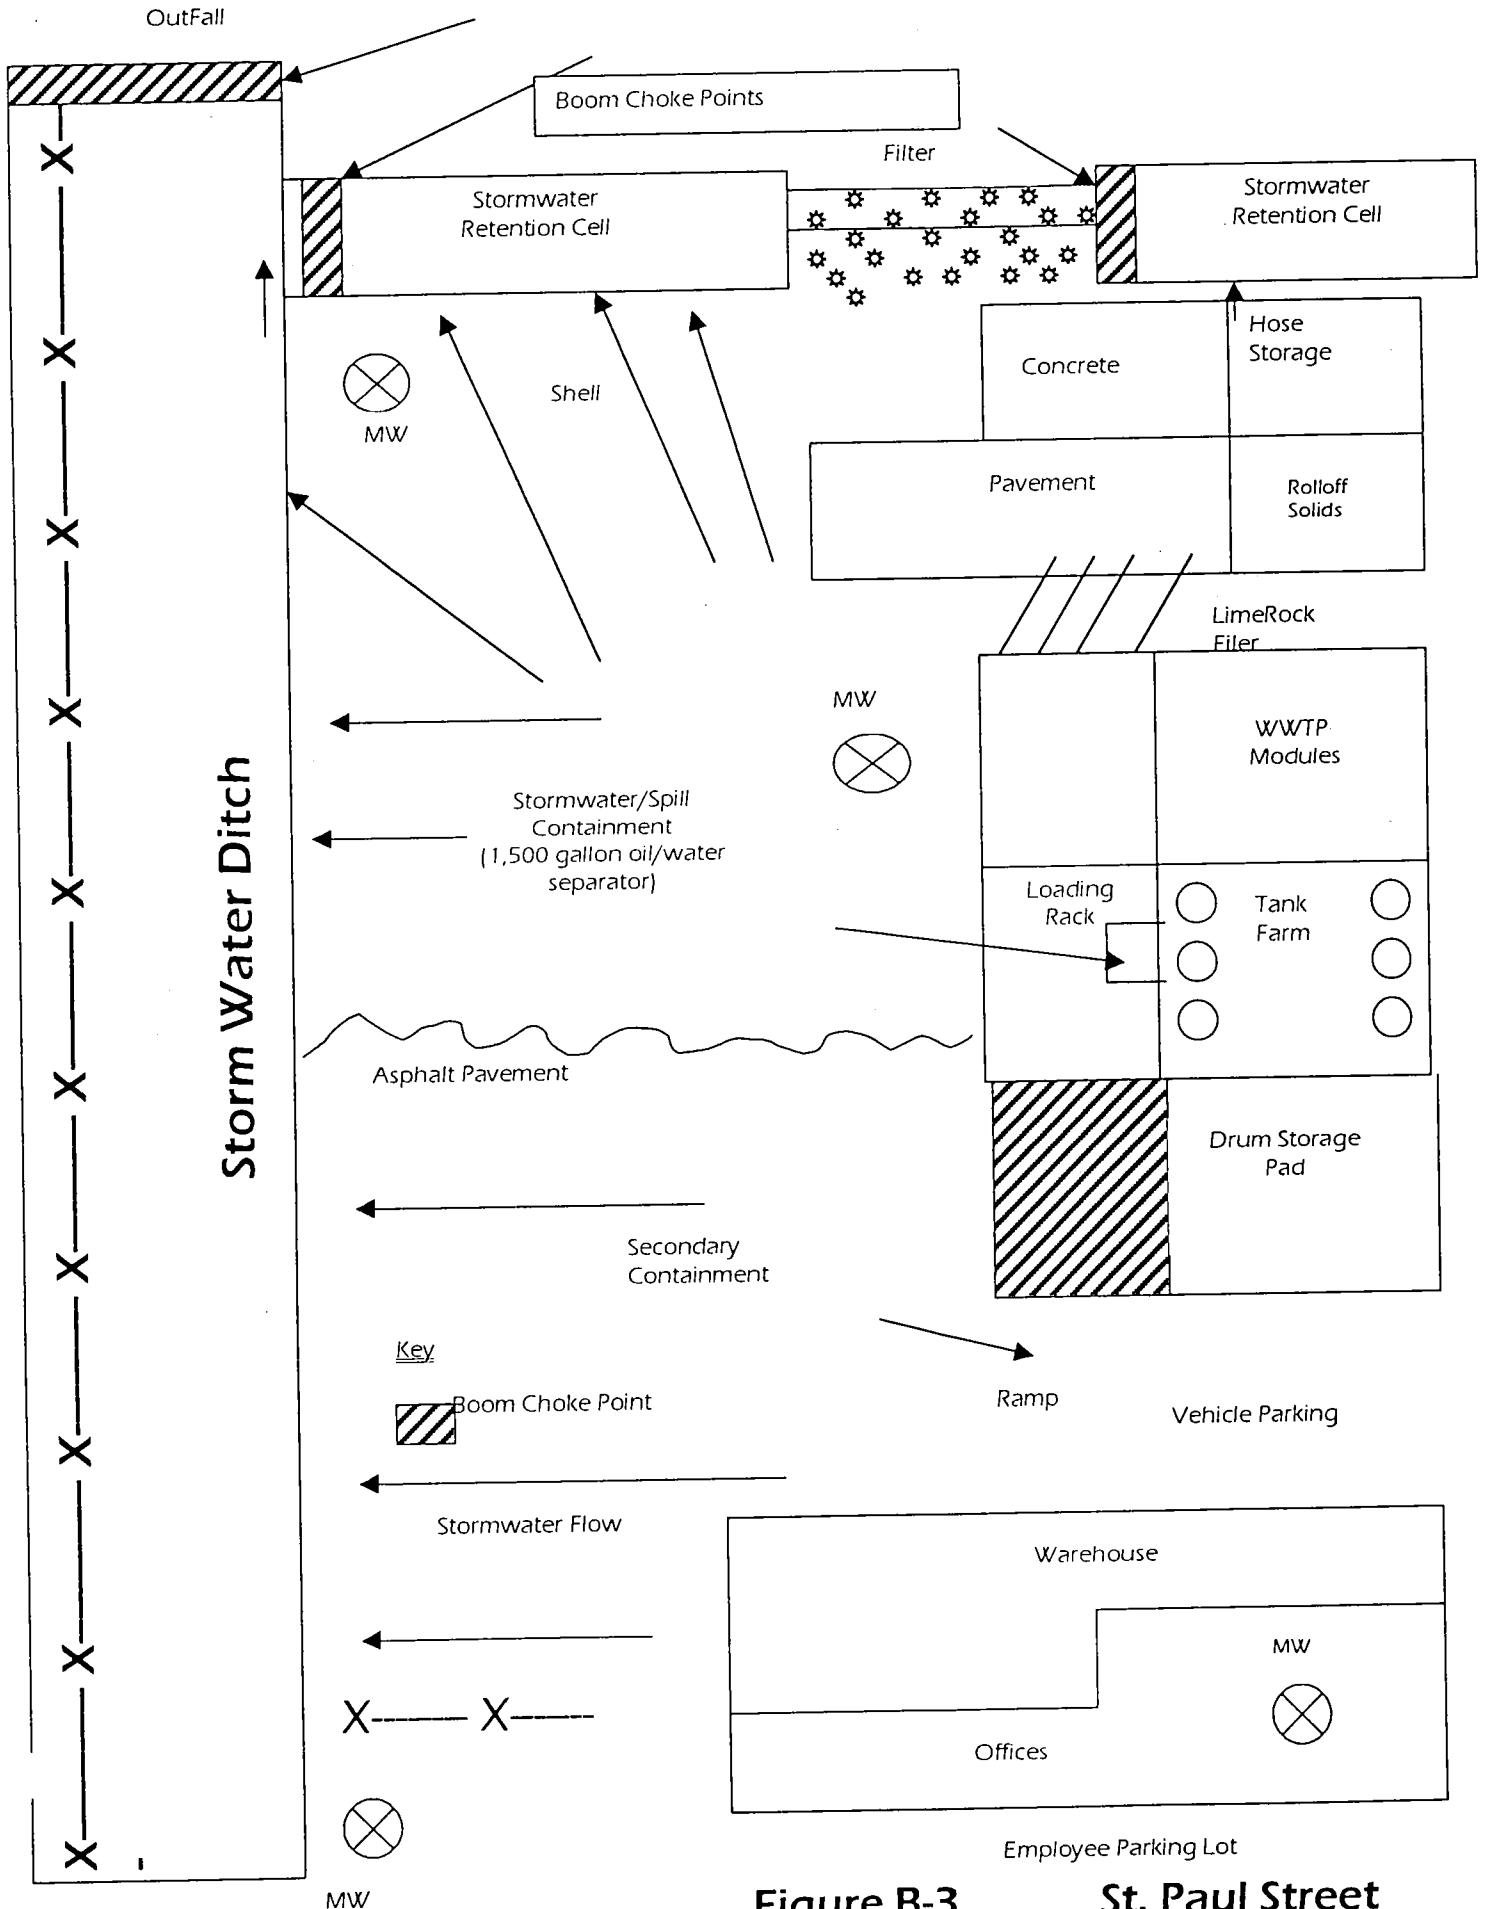 OutFall
Boom Choke Points
Filter
Stormwater
Retention Cell
Stormwater
Retention Cell
Hose
Storage
Concrete
Shell
MW
Pavement
Rolloff
Solids
LimeRock
Filer
MW
WWTP
Modules
Storm Water Ditch
Stormwater/Spill
Containment
(1,500 gallon oil/water
separator)
Loading
Rack
Tank
Farm
Asphalt Pavement
Drum Storage
Pad
Secondary
Containment
Key
Boom Choke Point
Ramp
Vehicle Parking
Stormwater Flow
Warehouse
MW
Offices
X------- X------
Employee Parking Lot
MW
Figure B-3
St. Paul Street